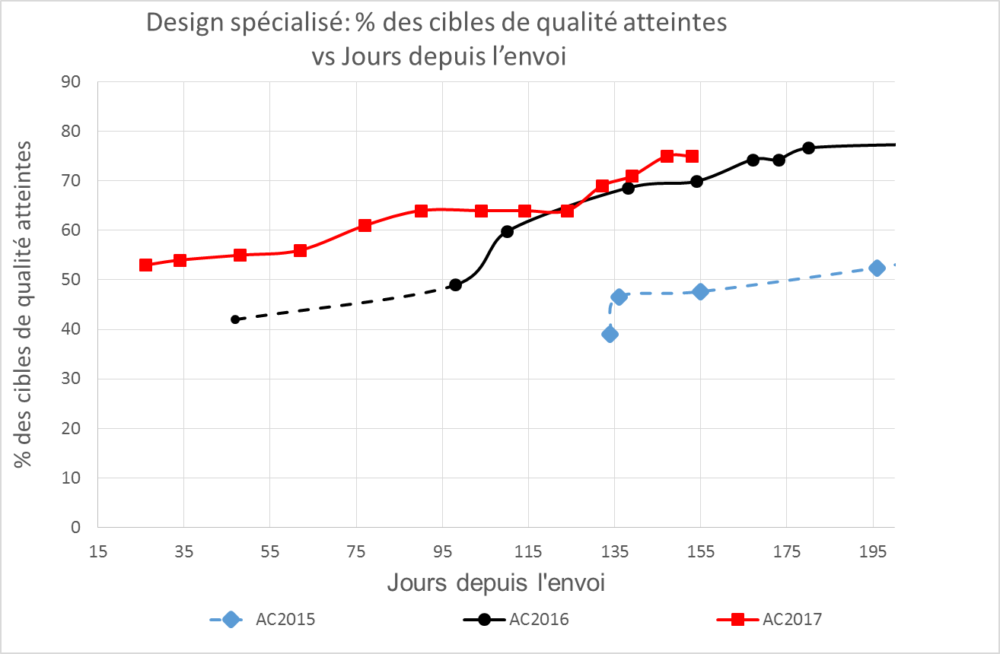 Design spécialisé: % des cibles de qualité atteintes
vs Jours depuis l’envoi
% des cibles de qualité atteintes
90
80
70
60
50
40
30
20
10
0
15 35 55 75 95 115 135 155 175 195
Jours depuis l'envoi
AC2015 AC2016 AC2017